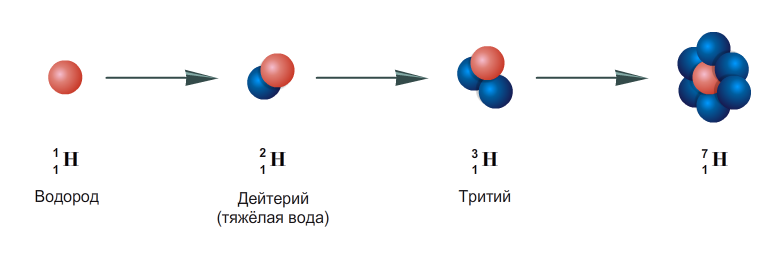 ¹₁H
²₁H
³₁H
⁷₁H
Водород
Дейтерий
(тяжёлая вода)
Тритий